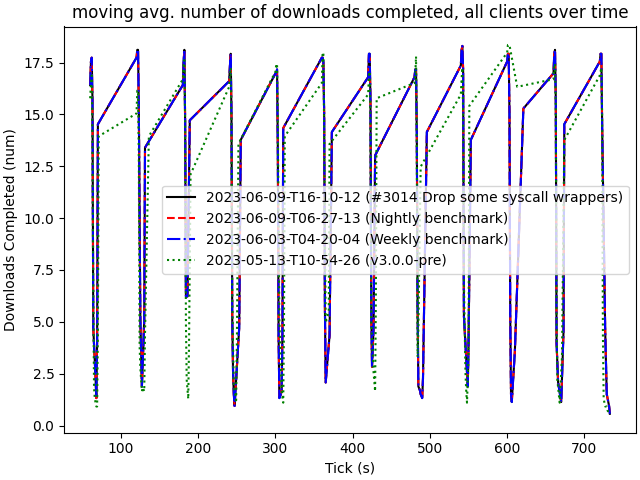 moving avg. number of downloads completed, all clients over time
Downloads Completed (num)
17.5
15.0
12.5
10.0
7.5
5.0
2.5
0.0
2023-06-09-T16-10-12 (#3014 Drop some syscall wrappers)
2023-06-09-T06-27-13 (Nightly benchmark)
2023-06-03-T04-20-04 (Weekly benchmark)
2023-05-13-T10-54-26 (v3.0.0-pre)
100 200 300 400 500 600 700
Tick (s)